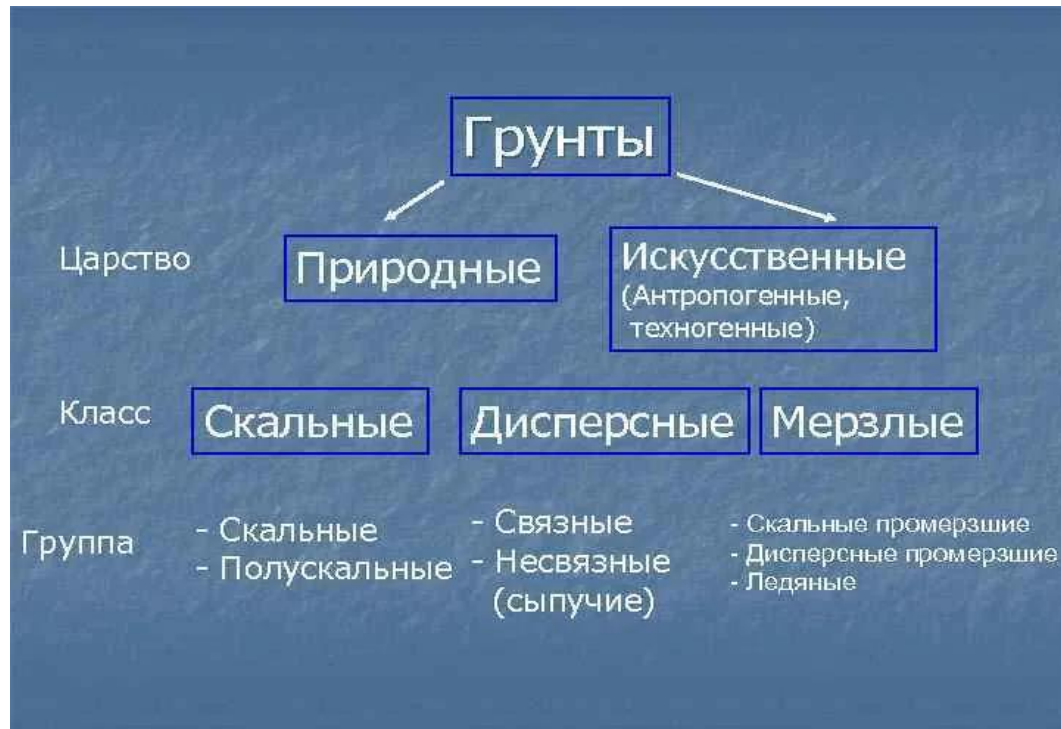 Грунты
Царство
Природные
Искусственные
(Антропогенные,
техногенные)
Класс
Скальные
Дисперсные
Мерзлые
Группа
- Скальные
- Полускальные
- Связные
- Несвязные
(сыпучие)
- Скальные промерзшие
- Дисперсные промерзшие
- Ледяные